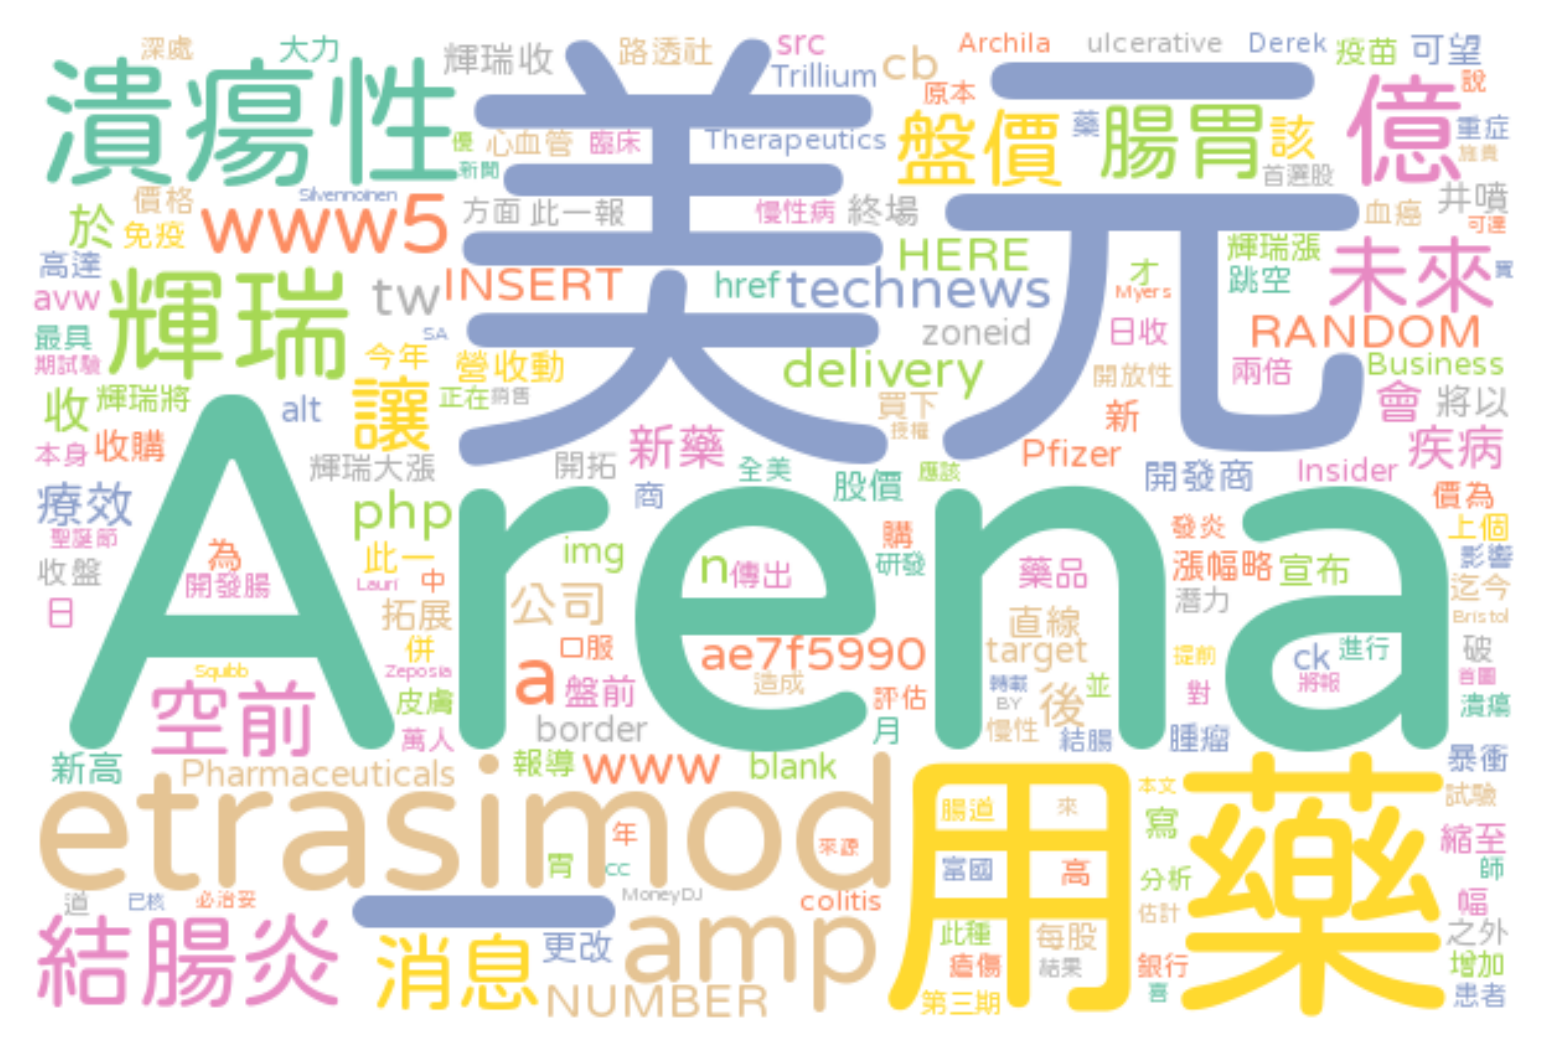 深處 大力 輝瑞收 路透社 src Archila ulcerative Derek 疫苗 可望
潰瘍性 美元 Trillium cb 原本 億 說
優 心血管 臨床 Therapeutics 盤價 藥 腸胃 該 重症
新聞 Silvennoinen 首選股 施貴
價格 www5 方面 此一報 慢性病 終場 血癌 井噴
於 免疫 可達
高達 輝瑞 tw INSERT href technews HERE 才 輝瑞漲 跳空 未來 買
avw Myers
最具 SA zoneid 日收 RANDOM
期試驗 今年 營收動 delivery 開放性 兩倍 Business
收 輝瑞將 alt 讓 正在 銷售 買下 新 會 將以
本身 收購 輝瑞大漲 開拓 新藥 全美 授權 應該 Pfizer 開發商 Insider 疾病
療效 php 商 股價 價為
聖誕節 Arena 購 發炎 上個
收盤 為 此一 img n 傳出 研發 藥品 漲幅略 宣布 影響
開發腸 Lauri 中 潛力 迄今
日 拓展 公司 直線 Bristol
併 口服 ae7f5990 target ck 進行 破
Squibb Zeposia a 盤前 造成 提前 將報 首圖
空前 皮膚 評估 轉載 BY 後 並 對 潰瘍
萬人 border 月 慢性 結腸 腫瘤
新高 Pharmaceuticals 報導 www blank 暴衝
etrasimod 用藥 腸道 來 本文 試驗
年 來源 寫 縮至
胃 cc 富國 高 分析 師
道 已核 必治妥 一 MoneyDJ colitis 估計 幅
結腸炎 消息 更改 amp 此種 每股 之外
瘡傷 結果 銀行 增加
NUMBER 第三期 喜 患者